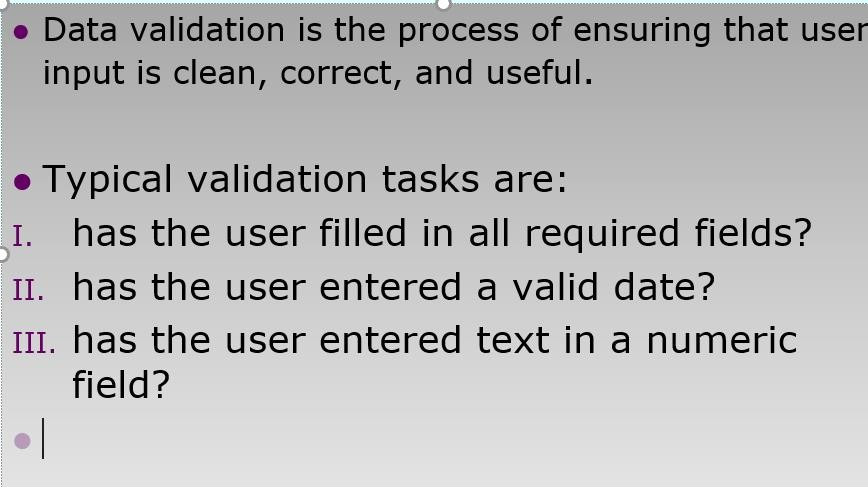 • Data validation is the process of ensuring that user
input is clean, correct, and useful.
• Typical validation tasks are:
I. has the user filled in all required fields?
II. has the user entered a valid date?
III. has the user entered text in a numeric
field?
•